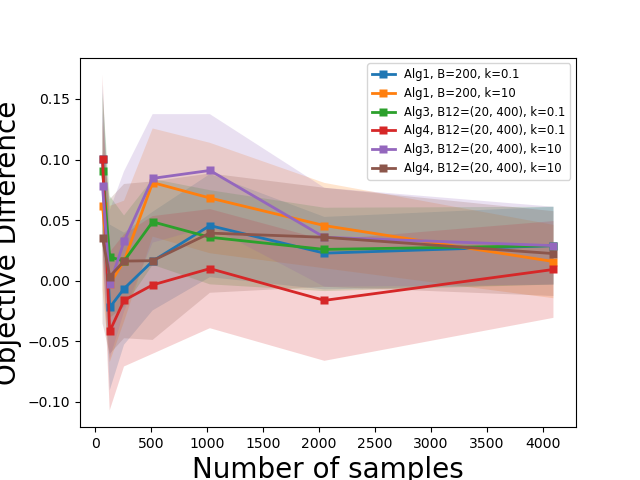 Objective Difference
0.15
0.10
0.05
0.00
−0.05
−0.10
Alg1, B=200, k=0.1
Alg1, B=200, k=10
Alg3, B12=(20, 400), k=0.1
Alg4, B12=(20, 400), k=0.1
Alg3, B12=(20, 400), k=10
Alg4, B12=(20, 400), k=10
0 500 1000 1500 2000 2500 3000 3500 4000
Number of samples